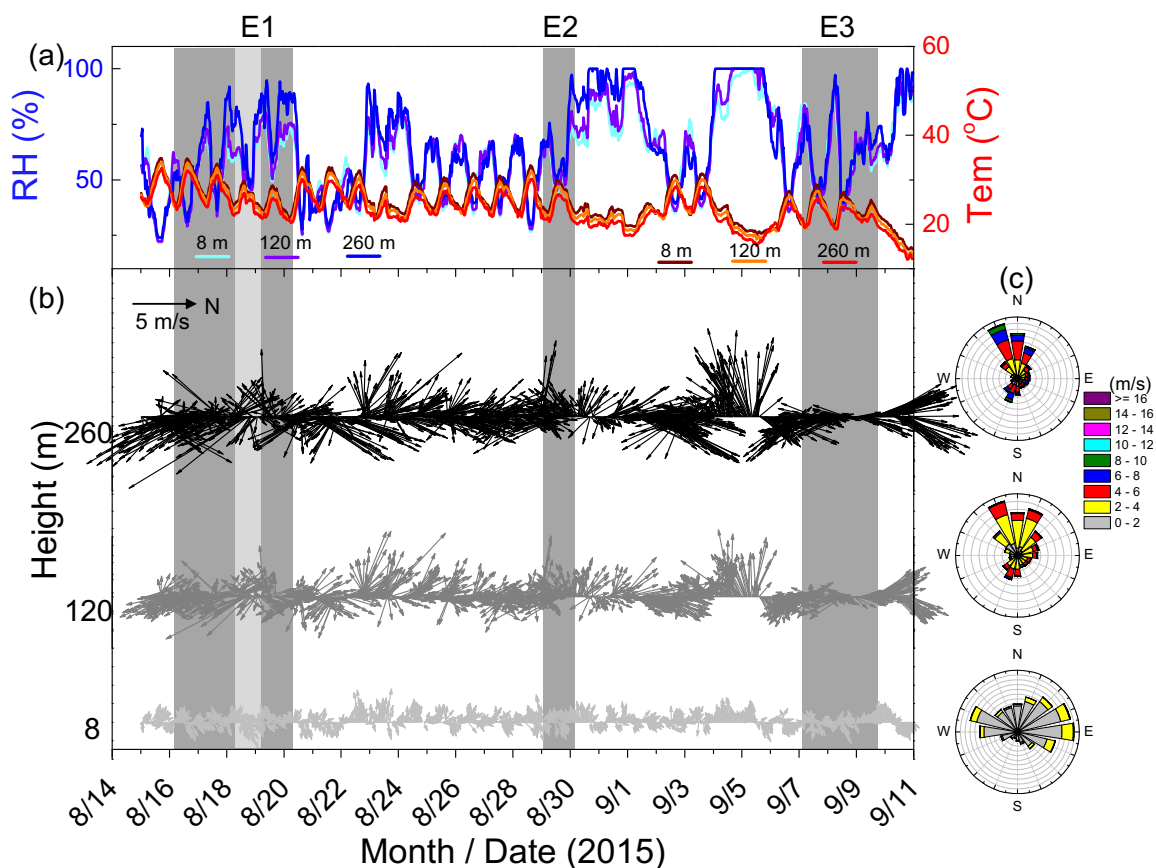 E1 E2 E3
(a)
100
50
RH (%)
60
40
20
Tem (°C)
8 m 120 m 260 m 8 m 120 m 260 m
(b)
N
5 m/s
260
120
8
Height (m)
8/14 8/16 8/18 8/20 8/22 8/24 8/26 8/28 8/30 9/1 9/3 9/5 9/7 9/9 9/11
Month / Date (2015)
(c)
N
W E
S
N
W E
S
N
W E
S
(m/s)
>= 16
14 - 16
12 - 14
10 - 12
8 - 10
6 - 8
4 - 6
2 - 4
0 - 2